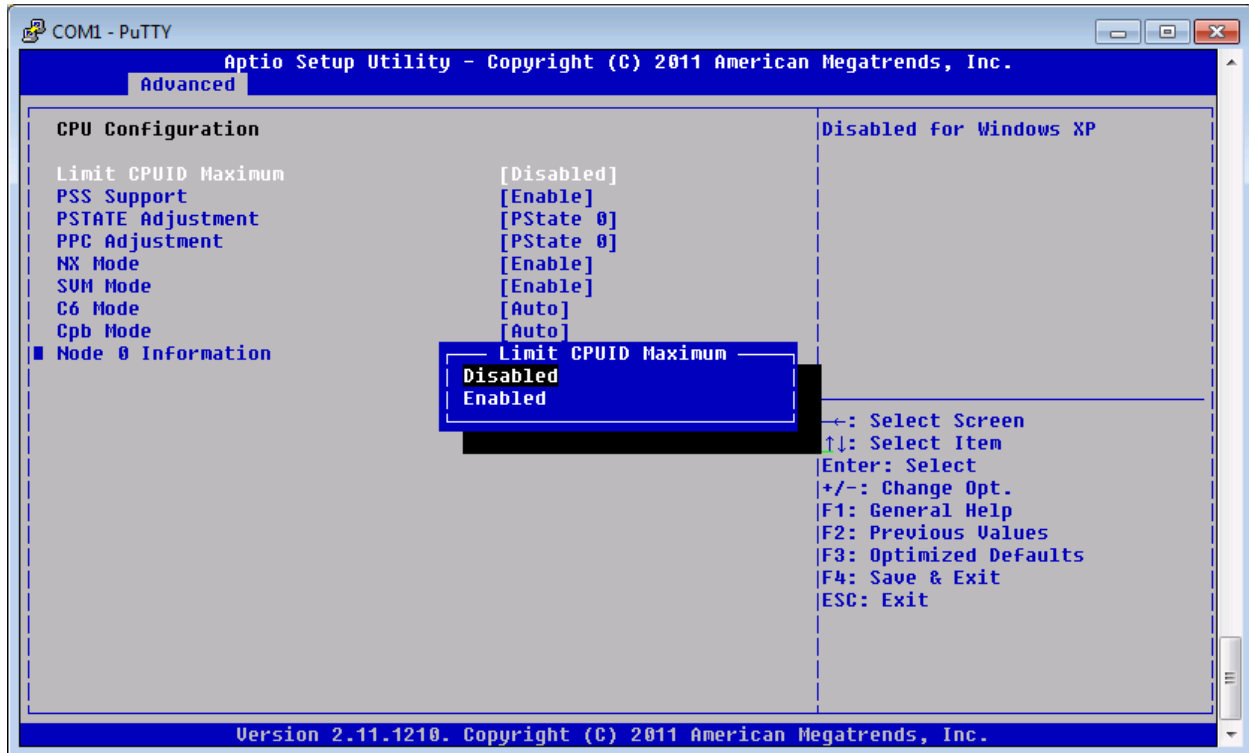 COM1 - PuTTY
Aptio Setup Utility - Copyright (C) 2011 American Megatrends, Inc.
Advanced
CPU Configuration
Limit CPUID Maximum [Disabled]
PSS Support [Enable]
PSTATE Adjustment [PState 0]
PPC Adjustment [PState 0]
NX Mode [Enable]
SVM Mode [Enable]
C6 Mode [Auto]
Cpb Mode [Auto]
Node 0 Information
Limit CPUID Maximum
Disabled
Enabled
Disabled for Windows XP
→←: Select Screen
↑↓: Select Item
Enter: Select
+/-: Change Opt.
F1: General Help
F2: Previous Values
F3: Optimized Defaults
F4: Save & Exit
ESC: Exit
Version 2.11.1210. Copyright (C) 2011 American Megatrends, Inc.